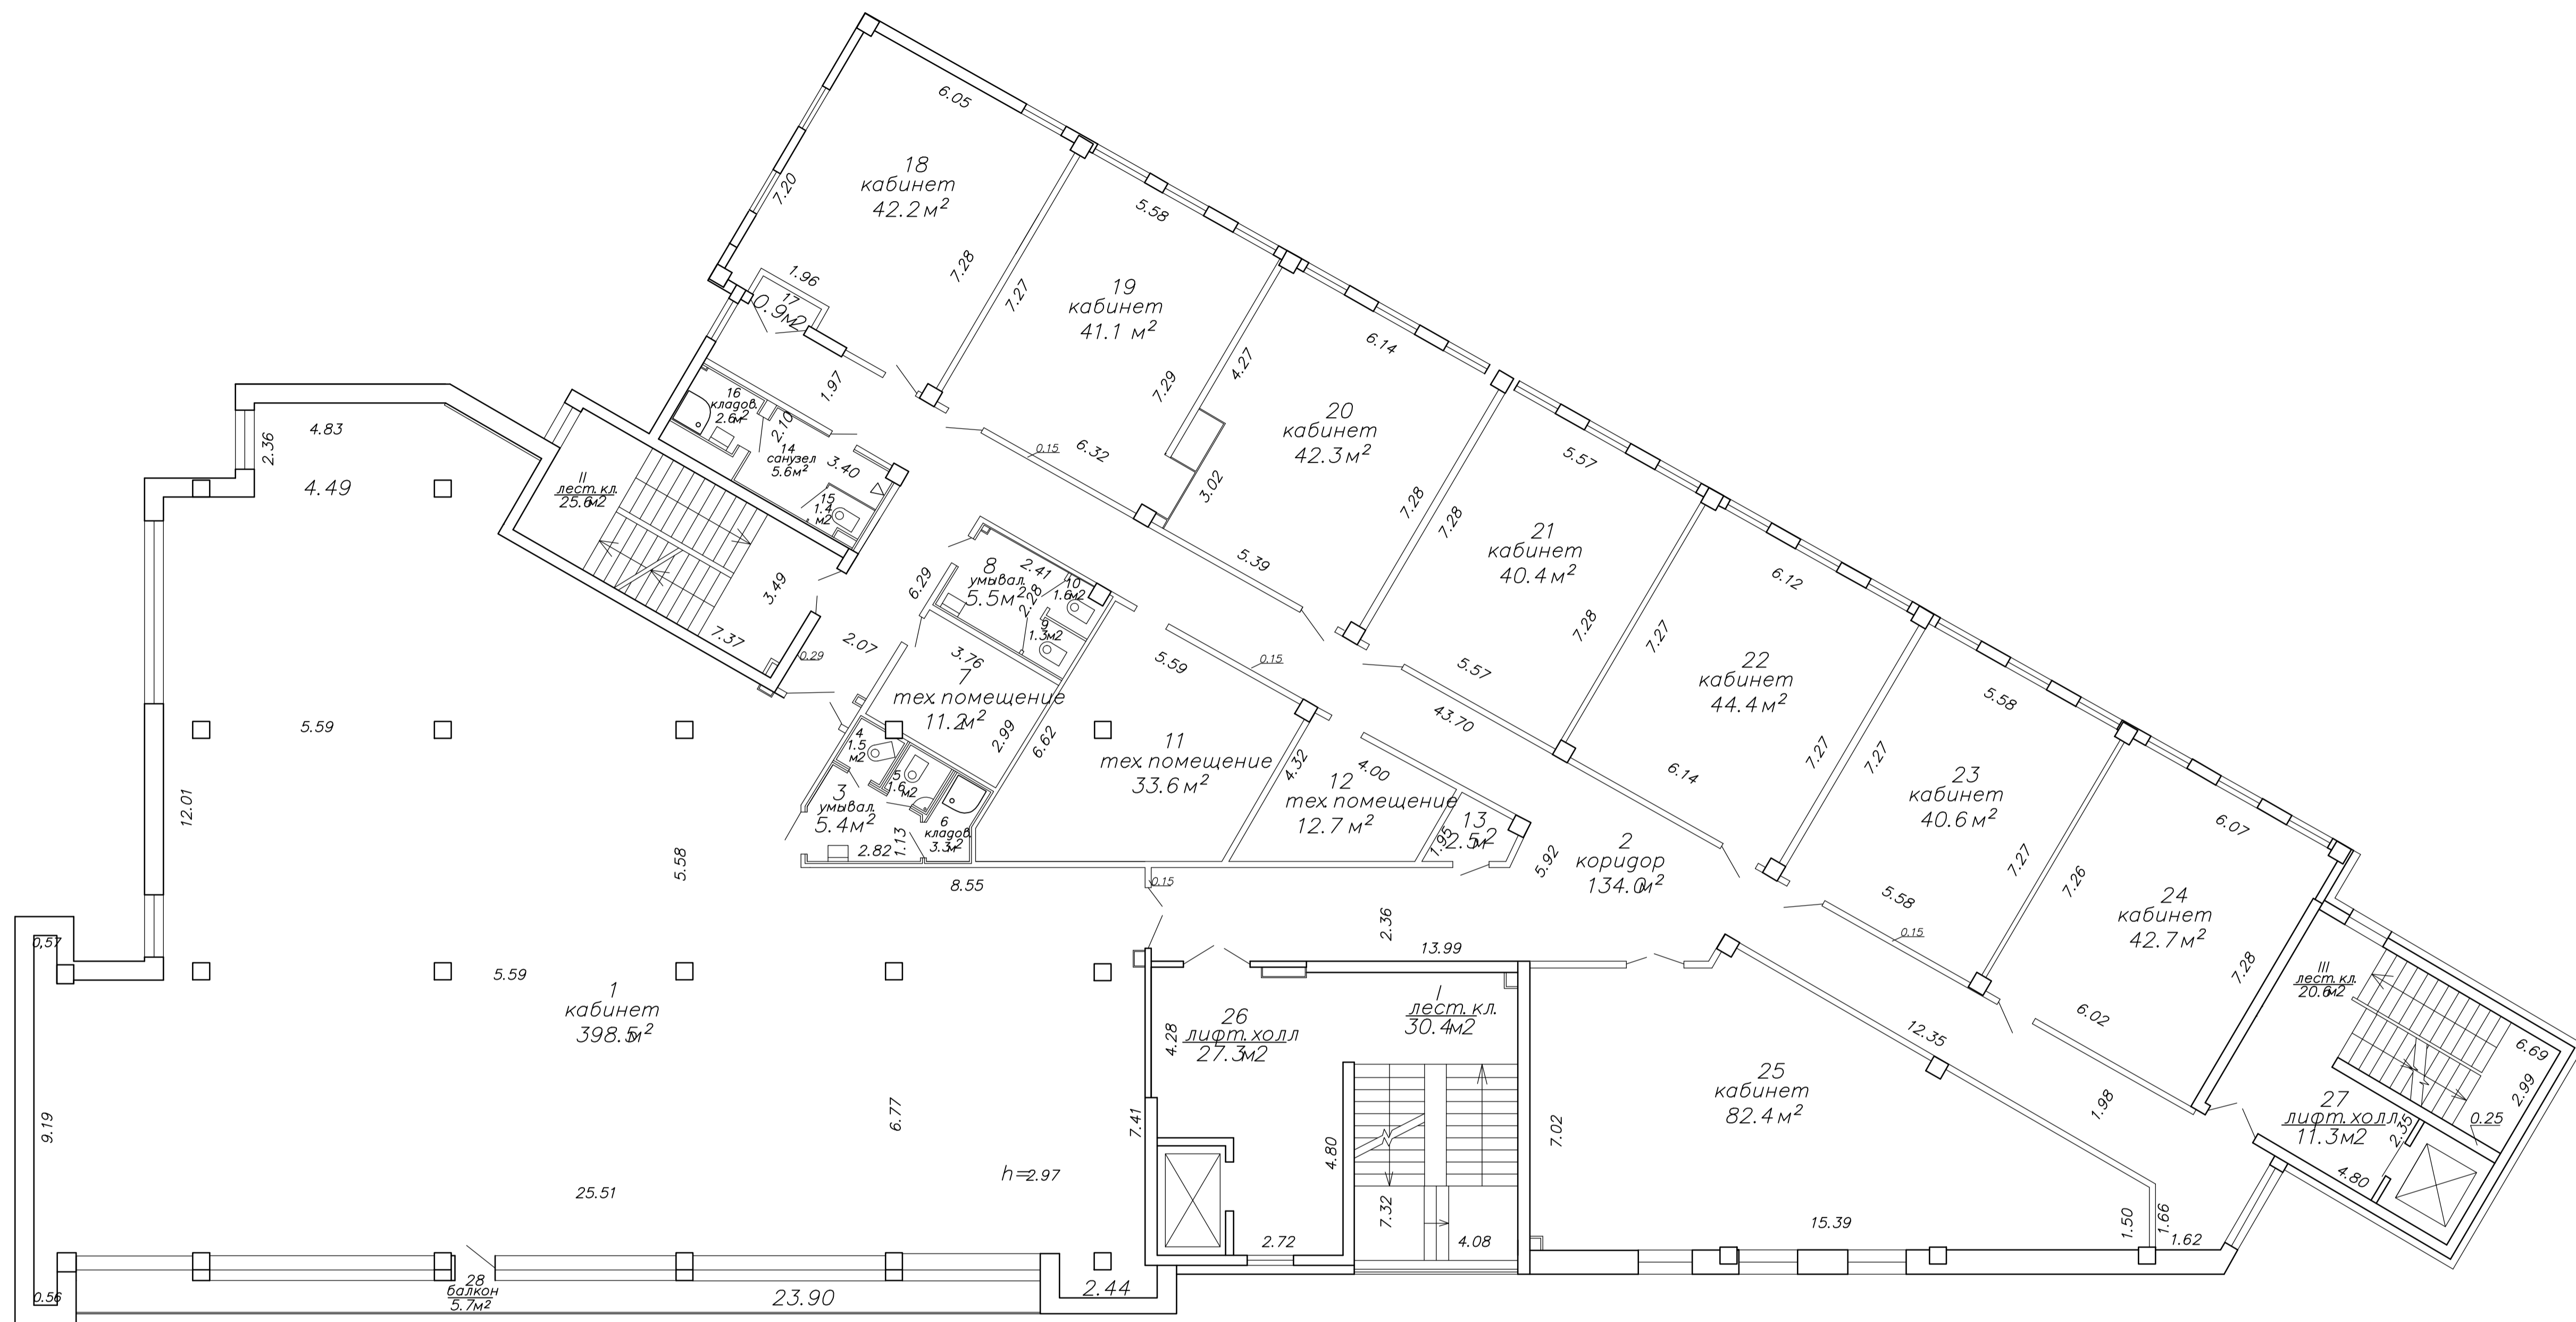 6.05
18
кабинет
42.2 м²
7.20
7.28
1.96
17
0.9м2
7.27
5.58
19
кабинет
41.1 м²
7.29
4.27
6.14
20
кабинет
42.3 м²
3.02
6.32
0.15
1.97
16
кладов.
2.6м2
2.10
14
санузел
5.6м²
3.40
15
1.4
м2
4.83
2.36
4.49
II
лест. кл.
25.6м2
3.49
7.37
0.29
2.07
6.29
8
умывал.
5.5м²
2.41
10
1.6м2
2.28
9
1.3м2
5.39
7.28
7.28
5.57
21
кабинет
40.4 м²
7.28
7.27
6.12
22
кабинет
44.4 м²
5.57
43.70
6.14
7.27
7.27
5.58
23
кабинет
40.6 м²
7.27
7.26
6.07
24
кабинет
42.7 м²
7.28
5.58
0.15
6.02
3.76
7
тех. помещение
11.2м²
2.99
6.62
5.59
0.15
11
тех. помещение
33.6 м²
4.32
4.00
12
тех. помещение
12.7 м²
13
2.5м2
1.95
5.92
2
коридор
134.0м²
4
1.5
м2
5
1.6
м2
3
умывал.
5.4м²
6
кладов.
3.3м2
2.82
1.13
8.55
0.15
2.36
13.99
5.59
12.01
5.58
0,57
5.59
1
кабинет
398.5м²
9.19
6.77
h=2.97
25.51
7.41
4.28
26
лифт. холл
27.3м2
I
лест. кл.
30.4м2
4.80
7.32
2.72
4.08
7.02
25
кабинет
82.4 м²
12.35
15.39
1.98
1.50
1.66
1.62
III
лест. кл.
20.6м2
6.69
2.99
27
лифт. холл
11.3м2
2.35
0.25
4.80
0.56
28
балкон
5.7м²
23.90
2.44